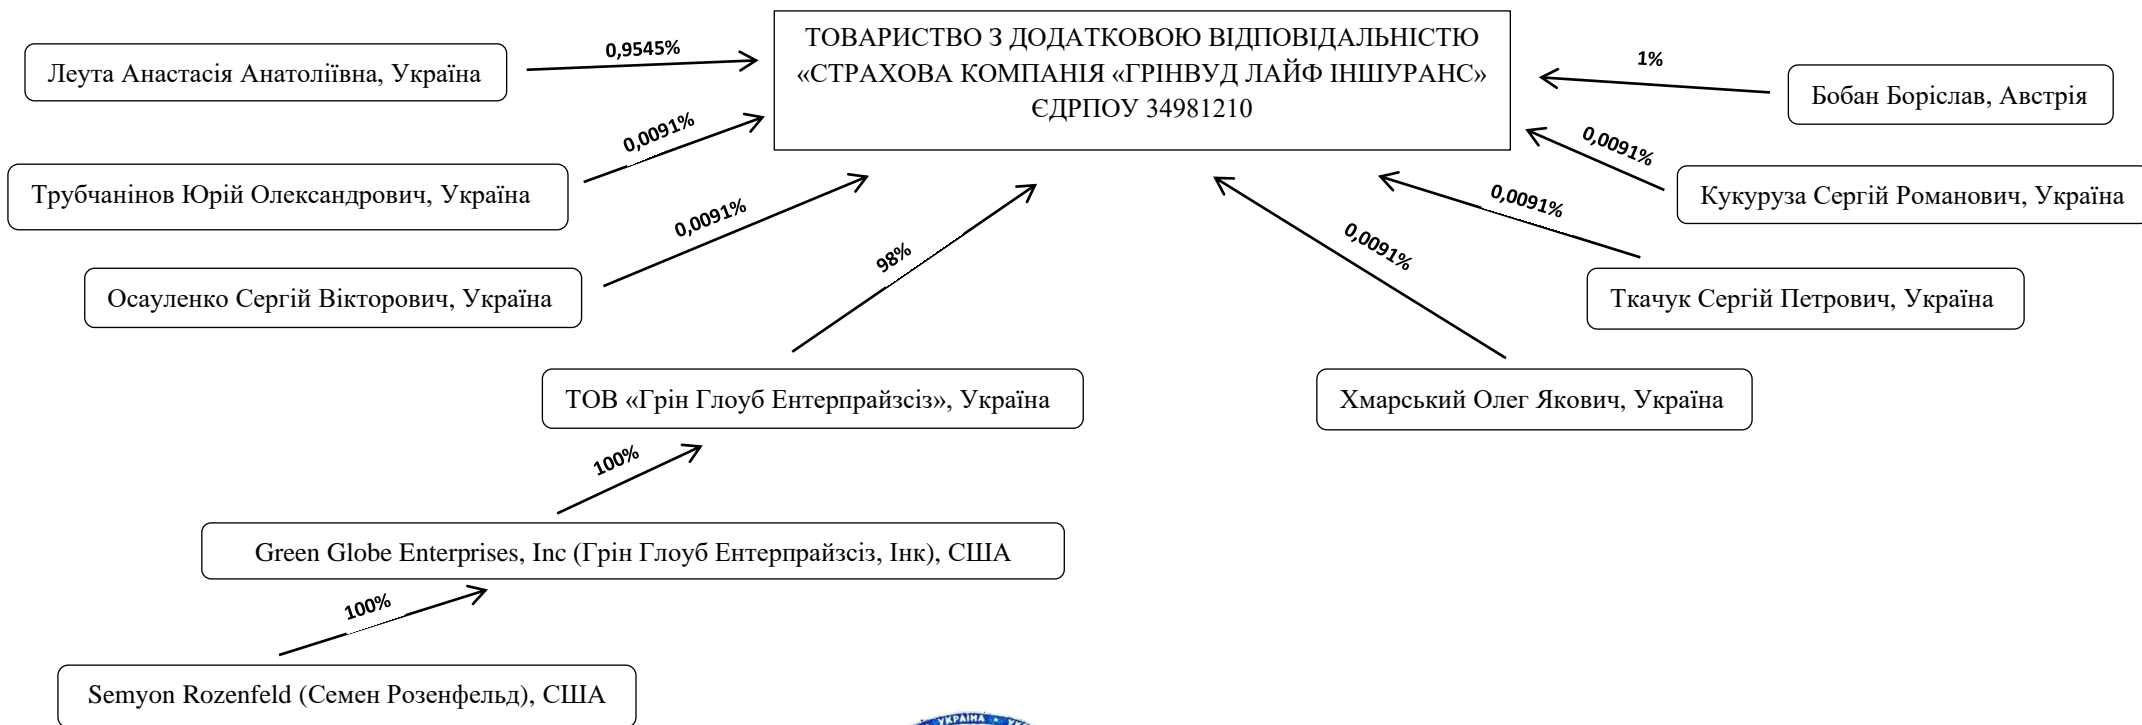 ТОВАРИСТВО З ДОДАТКОВОЮ ВІДПОВІДАЛЬНІСТЮ
«СТРАХОВА КОМПАНІЯ «ГРІНВУД ЛАЙФ ІНШУРАНС»
ЄДРПОУ 34981210
0,9545%
Леута Анастасія Анатоліївна, Україна
1%
Бобан Боріслав, Австрія
0,0091%
Трубчанінов Юрій Олександрович, Україна
0,0091%
Кукуруза Сергій Романович, Україна
0,0091%
Осауленко Сергій Вікторович, Україна
0,0091%
Ткачук Сергій Петрович, Україна
98%
ТОВ «Грін Глоуб Ентерпрайзсіз», Україна
0,0091%
Хмарський Олег Якович, Україна
100%
Green Globe Enterprises, Inc (Грін Глоуб Ентерпрайзсіз, Інк), США
100%
Semyon Rozenfeld (Семен Розенфельд), США
УКРАЇНА